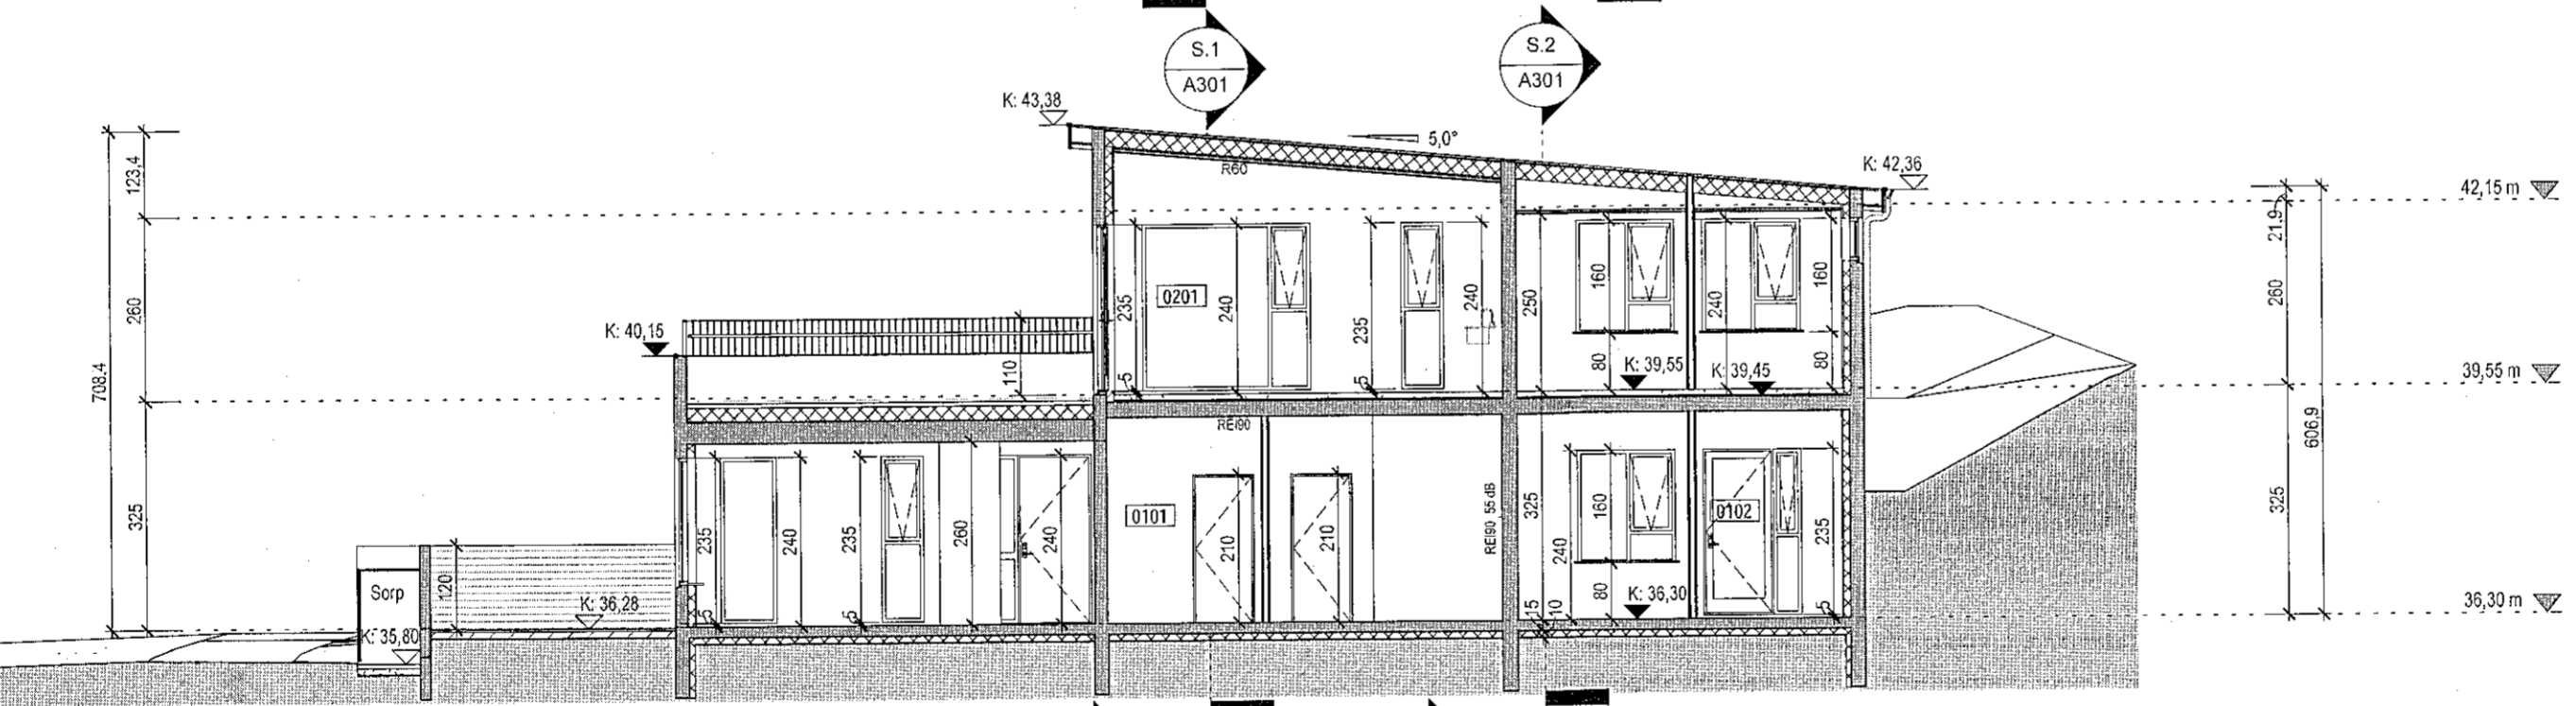 S.1
A301
S.2
A301
K: 43,38
5,0°
K: 42,36
42,15 m
123,4
R60
21,9
260
708.4
325
K: 40,15
110
235
0201
240
235
240
250
160
80
K: 39,55
240
K: 39,45
160
80
260
39,55 m
606,9
325
36,30 m
5
5
REI90
0101
REI90 55 dB
325
240
160
80
K: 36,30
0102
235
5
15
10
210
210
235
240
235
260
240
5
5
120
Sorp
K: 36,28
K: 35,80